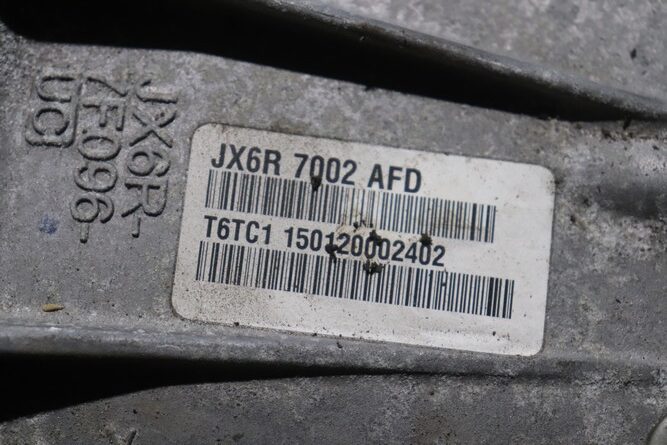 JX6R-
7F096-
UCJ
JX6R 7002 AFD
T6TC1 150120002402